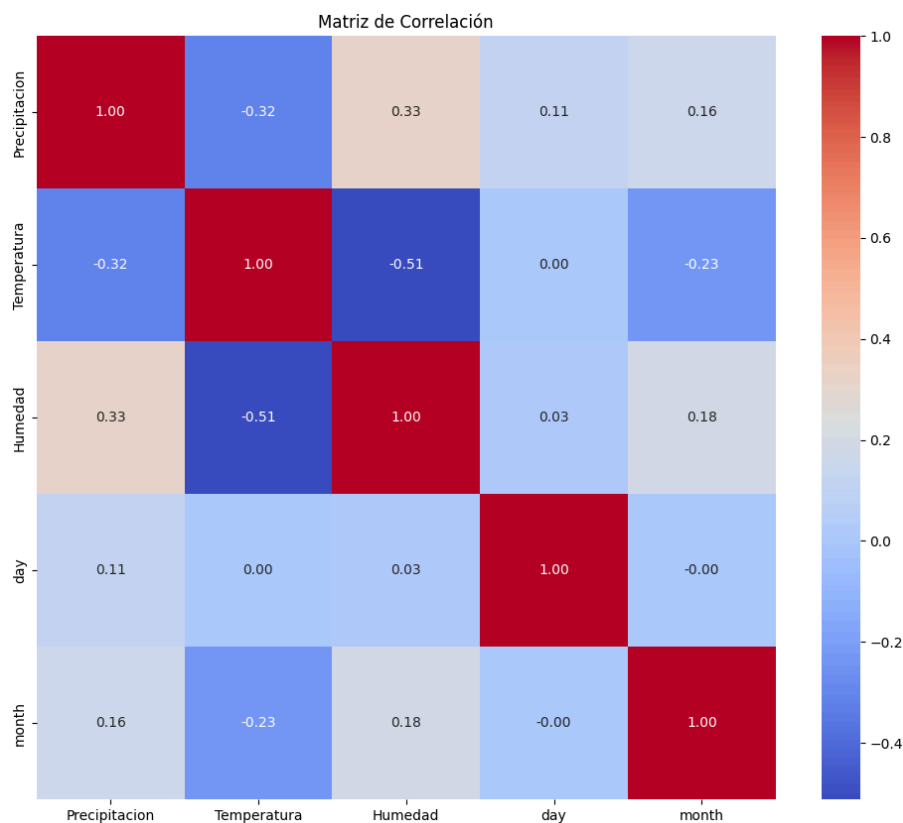 Matriz de Correlación
Precipitacion 1.00 -0.32 0.33 0.11 0.16
Temperatura -0.32 1.00 -0.51 0.00 -0.23
Humedad 0.33 -0.51 1.00 0.03 0.18
day 0.11 0.00 0.03 1.00 -0.00
month 0.16 -0.23 0.18 -0.00 1.00
Precipitacion Temperatura Humedad day month
1.0
0.8
0.6
0.4
0.2
0.0
−0.2
−0.4